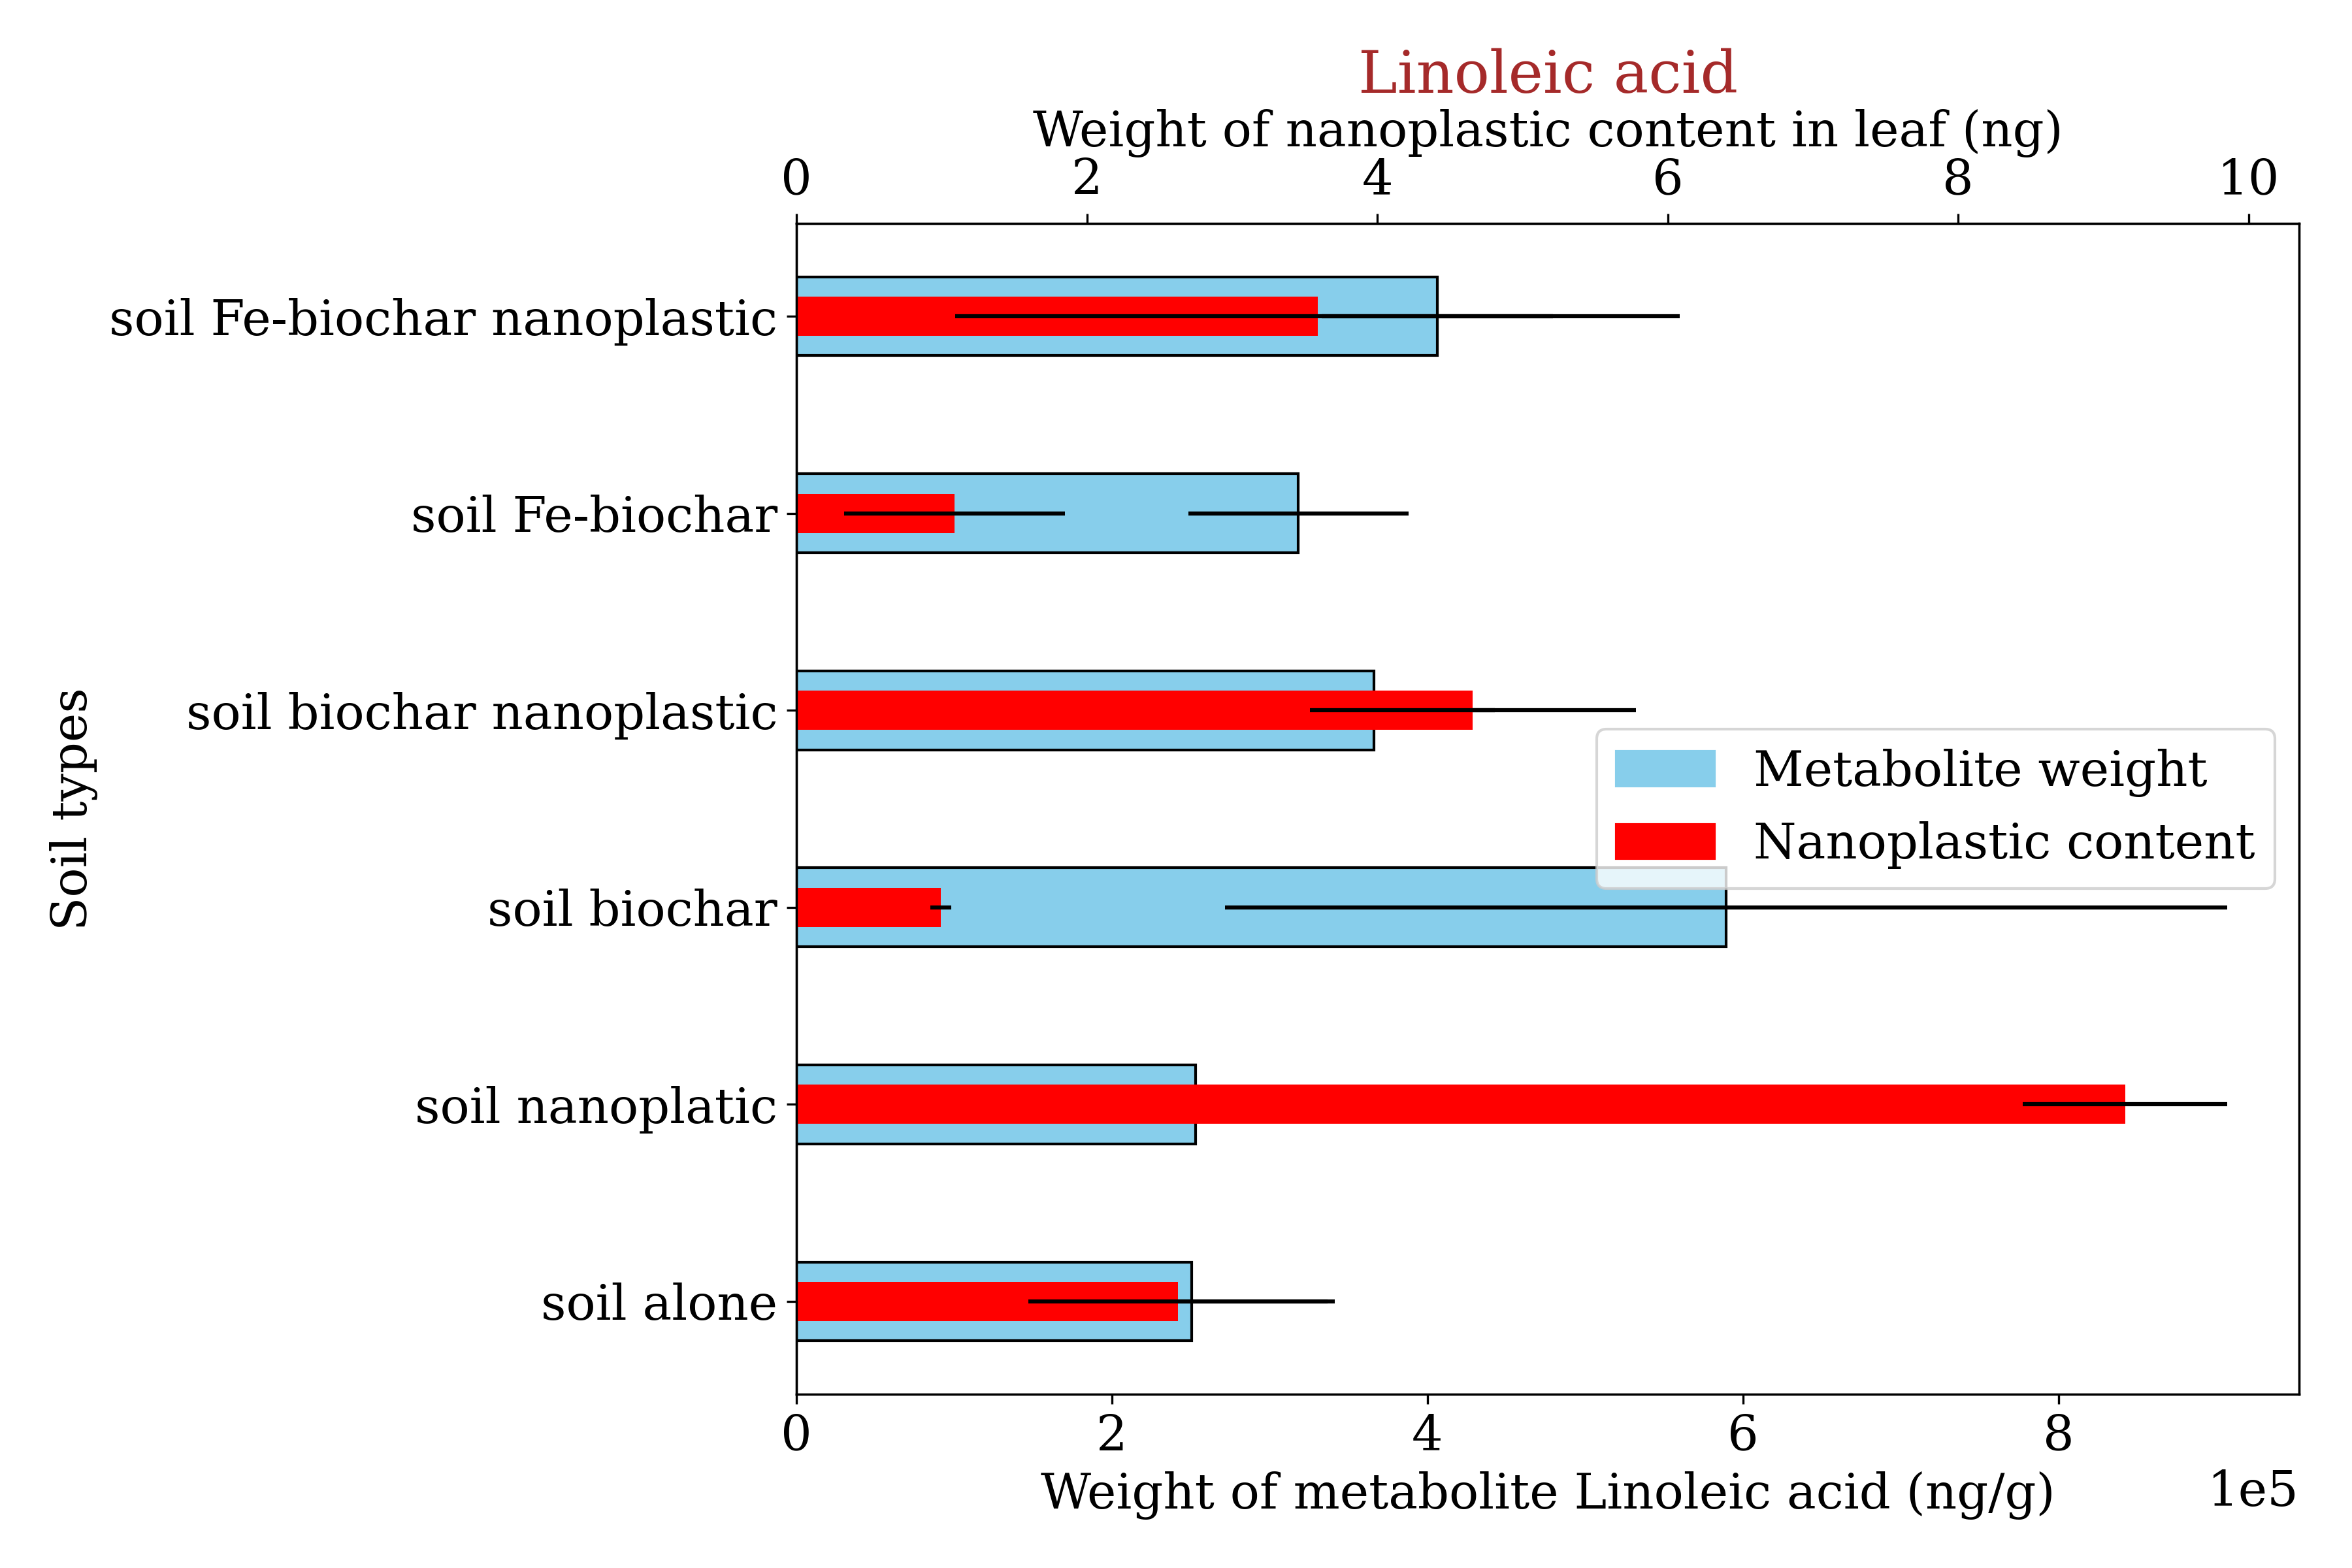 Linoleic acid
Weight of nanoplastic content in leaf (ng)
0 2 4 6 8 10
soil Fe-biochar nanoplastic
soil Fe-biochar
soil biochar nanoplastic
soil biochar
soil nanoplatic
soil alone
Soil types
Metabolite weight
Nanoplastic content
0 2 4 6 8
Weight of metabolite Linoleic acid (ng/g)
1e5